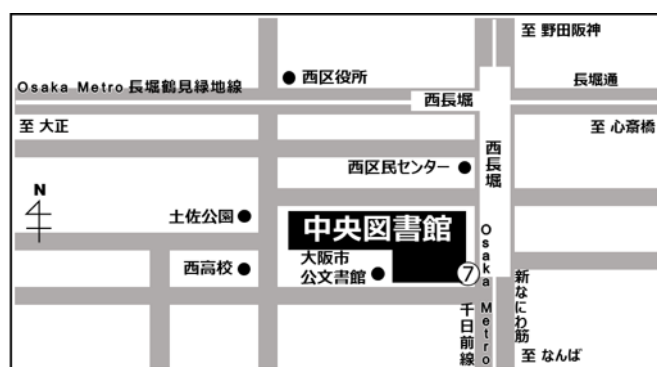 至 野田阪神
西区役所
長堀通
Osaka Metro 長堀鶴見緑地線
西長堀
至 大正
至 心斎橋
西長堀
西区民センター
N
土佐公園
中央図書館
大阪市
公文書館
西高校
7
Osaka Metro
千日前線
新なにわ筋
至 なんば